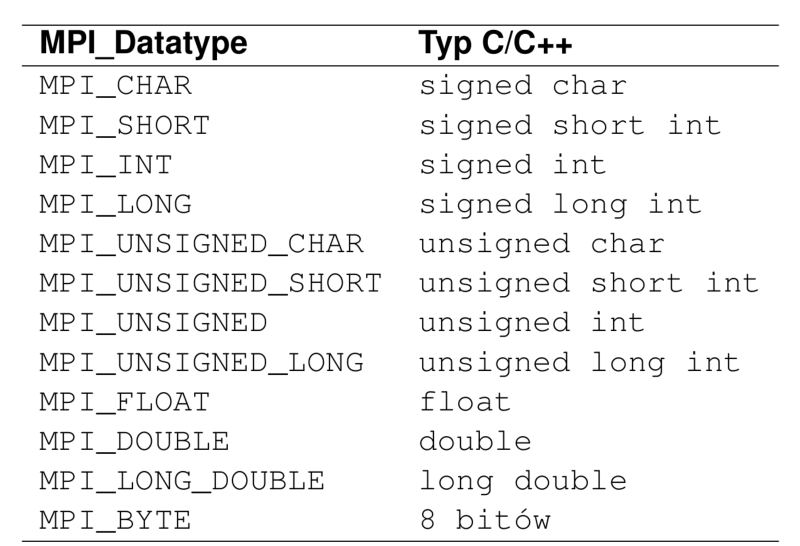 MPI_Datatype Typ C/C++
MPI_CHAR signed char
MPI_SHORT signed short int
MPI_INT signed int
MPI_LONG signed long int
MPI_UNSIGNED_CHAR unsigned char
MPI_UNSIGNED_SHORT unsigned short int
MPI_UNSIGNED unsigned int
MPI_UNSIGNED_LONG unsigned long int
MPI_FLOAT float
MPI_DOUBLE double
MPI_LONG_DOUBLE long double
MPI_BYTE 8 bitów